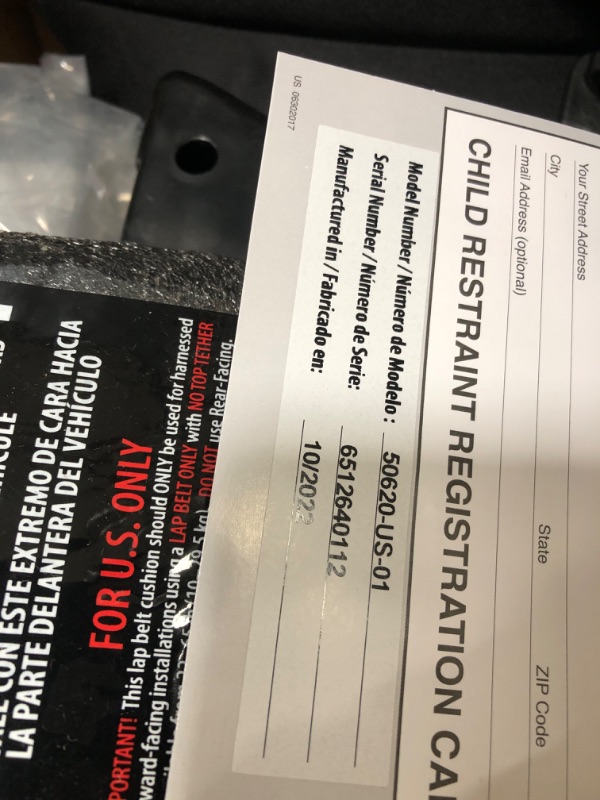 Your Street Address
City State ZIP Code
Email Address (optional)
CHILD RESTRAINT REGISTRATION
Model Number / Número de Modelo : 50620-US-01
Serial Number / Número de Serie: 6512640112
Manufactured in / Fabricado en: 10/2022
US 06302017
CON ESTE EXTREMO DE CARA HACIA
LA PARTE DELANTERA DEL VEHÍCULO
FOR U.S. ONLY
This lap belt cushion should ONLY be used for harnessed
installations using a LAP BELT ONLY with NO TOP TETHER
DO NOT use Rear-Facing.